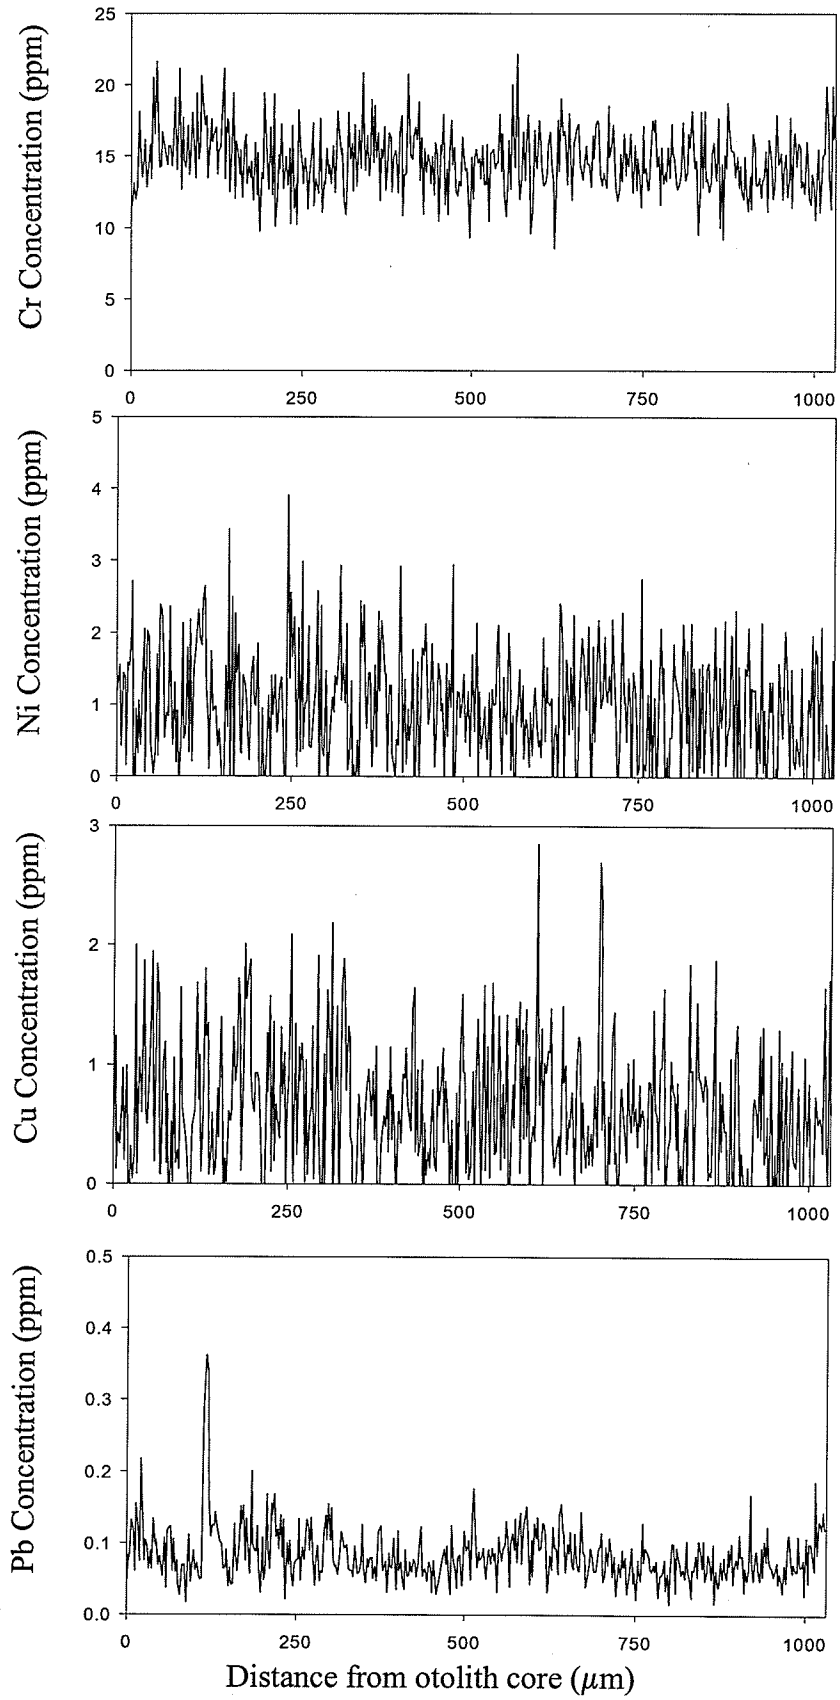 Cr Concentration (ppm)
25
20
15
10
5
0
0 250 500 750 1000
Ni Concentration (ppm)
5
4
3
2
1
0
0 250 500 750 1000
Cu Concentration (ppm)
3
2
1
0
0 250 500 750 1000
Pb Concentration (ppm)
0.5
0.4
0.3
0.2
0.1
0.0
0 250 500 750 1000
Distance from otolith core (µm)